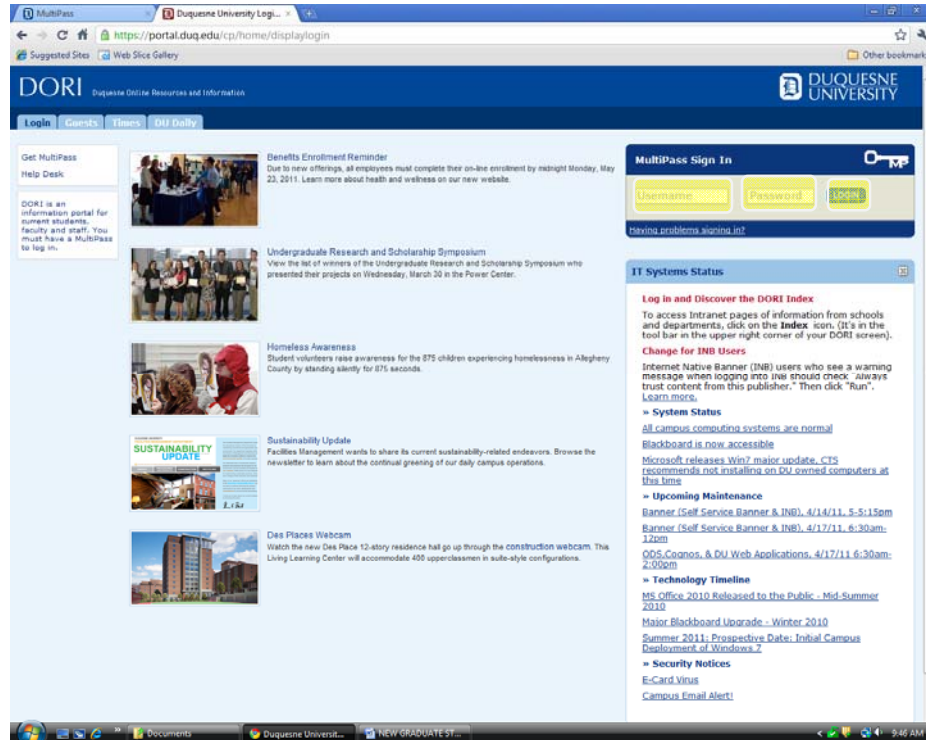 MultiPass
Duquesne University Logi...
https://portal.duq.edu/cp/home/displaylogin
Suggested Sites
Web Slice Gallery
Other bookmark
DORI Duquesne Online Resources and Information
DUQUESNE
UNIVERSITY
Login
Guests
Times
DU Daily
Get MultiPass
Help Desk
DORI is an
information portal for
current students,
faculty and staff. You
must have a MultiPass
to log in.
Benefits Enrollment Reminder
Due to new offerings, all employees must complete their on-line enrollment by midnight Monday, May
23, 2011. Learn more about health and wellness on our new website.
Undergraduate Research and Scholarship Symposium
View the list of winners of the Undergraduate Research and Scholarship Symposium who
presented their projects on Wednesday, March 30 in the Power Center.
Homeless Awareness
Student volunteers raise awareness for the 875 children experiencing homelessness in Allegheny
County by standing silently for 875 seconds.
SUSTAINABILITY
UPDATE
Sustainability Update
Facilities Management wants to share its current sustainability-related endeavors. Browse the
newsletter to learn about the continual greening of our daily campus operations.
Des Places Webcam
Watch the new Des Place 12-story residence hall go up through the construction webcam. This
Living Learning Center will accommodate 400 upperclassmen in suite-style configurations.
MultiPass Sign In
MP
Username
Password
Having problems signing in?
IT Systems Status
Log in and Discover the DORI Index
To access Intranet pages of information from schools
and departments, click on the Index icon. (It's in the
tool bar in the upper right corner of your DORI screen).
Change for INB Users
Internet Native Banner (INB) users who see a warning
message when logging into INB should check "Always
trust content from this publisher." Then click "Run".
Learn more.
» System Status
All campus computing systems are normal
Blackboard is now accessible
Microsoft releases Win7 major update, CTS
recommends not installing on DU owned computers at
this time
» Upcoming Maintenance
Banner (Self Service Banner & INB), 4/14/11, 5-5:15pm
Banner (Self Service Banner & INB), 4/17/11, 6:30am-
12pm
ODS,Cognos, & DU Web Applications, 4/17/11 6:30am-
2:00pm
» Technology Timeline
MS Office 2010 Released to the Public - Mid-Summer
2010
Major Blackboard Upgrade - Winter 2010
Summer 2011: Prospective Date: Initial Campus
Deployment of Windows 7
» Security Notices
E-Card Virus
Campus Email Alert!
Documents
Duquesne Universit...
NEW GRADUATE ST...
9:46 AM